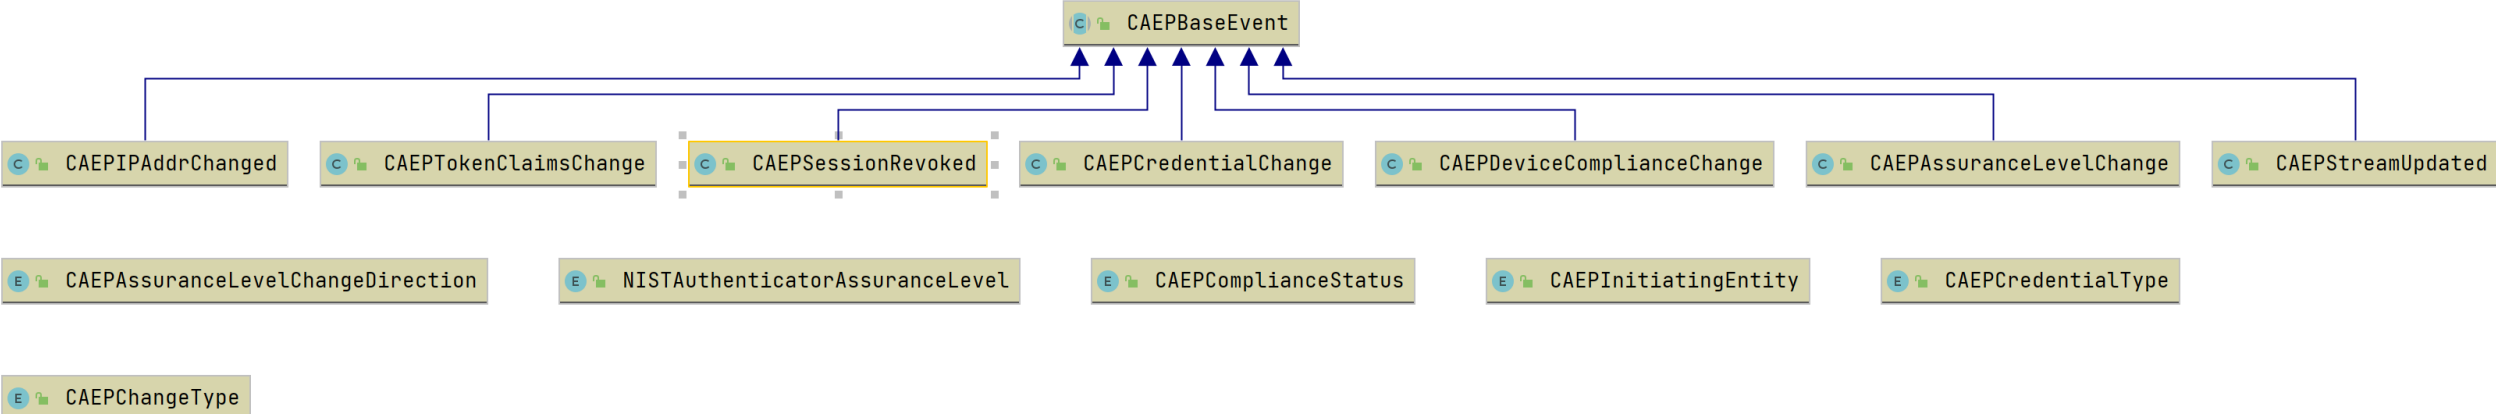 C CAEPBaseEvent
C CAEPIPAddrChanged
C CAEPTokenClaimsChange
C CAEPSessionRevoked
C CAEPCredentialChange
C CAEPDeviceComplianceChange
C CAEPAssuranceLevelChange
C CAEPStreamUpdated
E CAEPAssuranceLevelChangeDirection
E NISTAuthenticatorAssuranceLevel
E CAEPComplianceStatus
E CAEPInitiatingEntity
E CAEPCredentialType
E CAEPChangeType